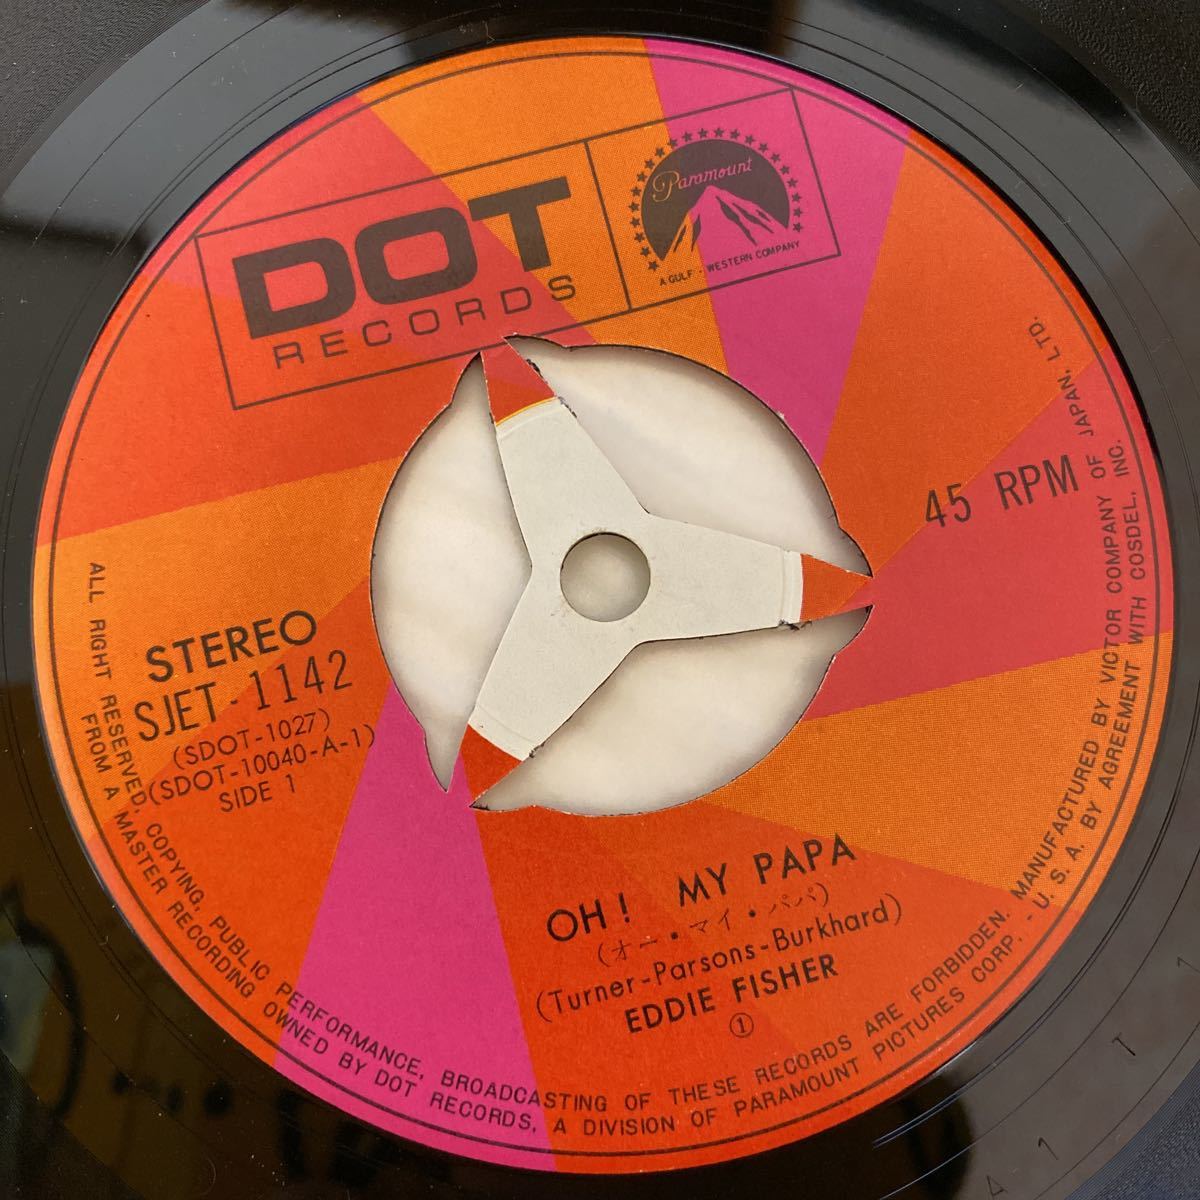 DOT
RECORDS
Paramount
A GULF + WESTERN COMPANY
45 RPM
STEREO
SJET-1142
(SDOT-1027)
(SDOT-10040-A-1)
SIDE 1
OH! MY PAPA
(オー・マイ・パパ)
(Turner-Parsons-Burkhard)
EDDIE FISHER
①
ALL RIGHT RESERVED, COPYING, PUBLIC PERFORMANCE, BROADCASTING OF THESE RECORDS ARE FORBIDDEN. MANUFACTURED BY VICTOR COMPANY OF JAPAN, LTD.
FROM A MASTER RECORDING OWNED BY DOT RECORDS, A DIVISION OF PARAMOUNT PICTURES CORP. - U. S. A. BY AGREEMENT WITH COSDEL, INC.